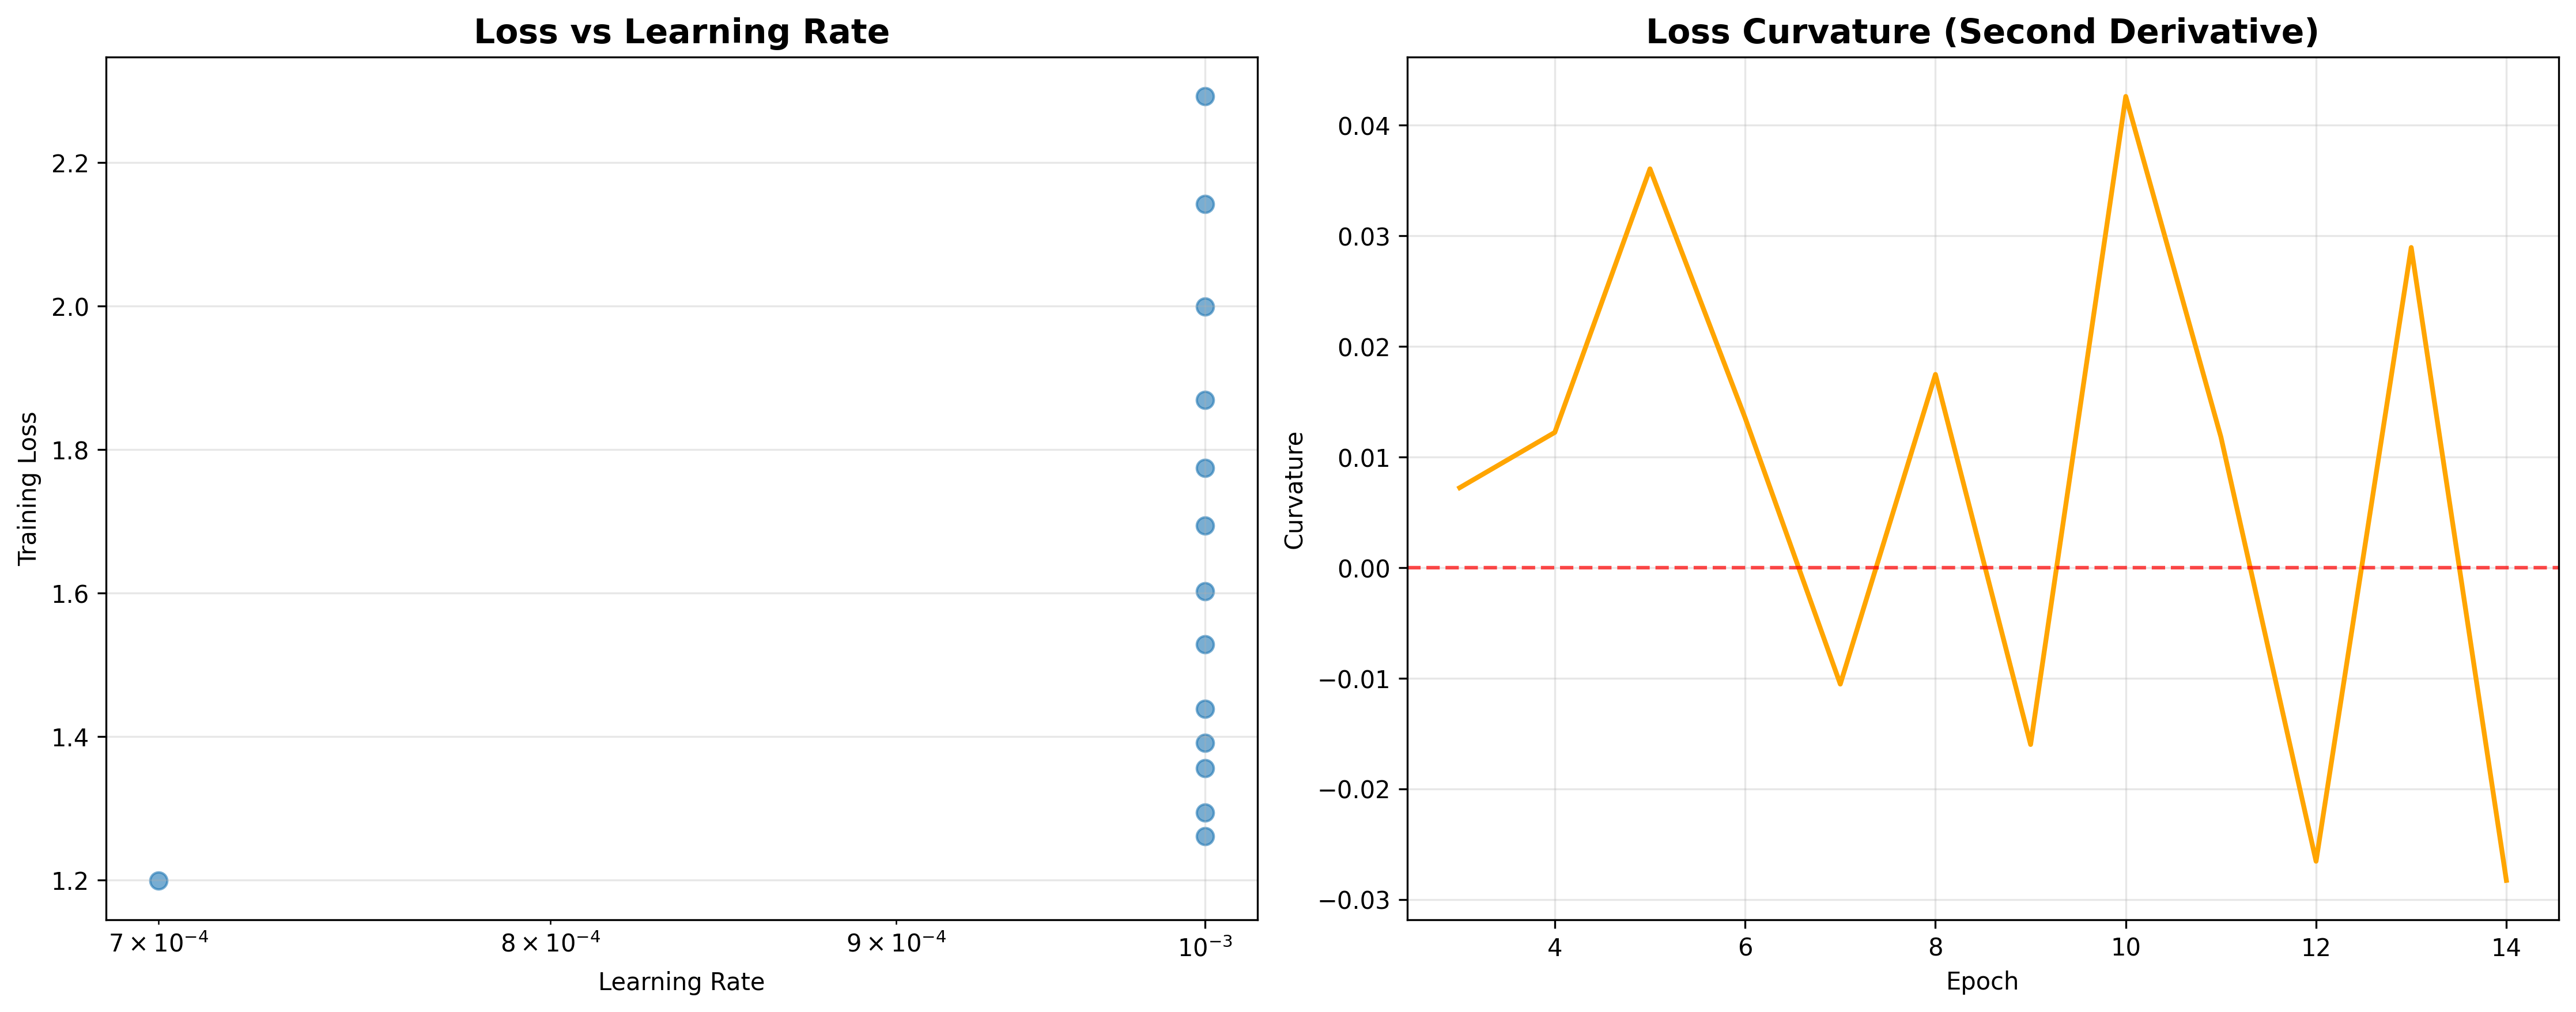 Loss vs Learning Rate
Training Loss
2.2
2.0
1.8
1.6
1.4
1.2
7 × 10⁻⁴
8 × 10⁻⁴
9 × 10⁻⁴
10⁻³
Learning Rate
Loss Curvature (Second Derivative)
Curvature
0.04
0.03
0.02
0.01
0.00
−0.01
−0.02
−0.03
4
6
8
10
12
14
Epoch